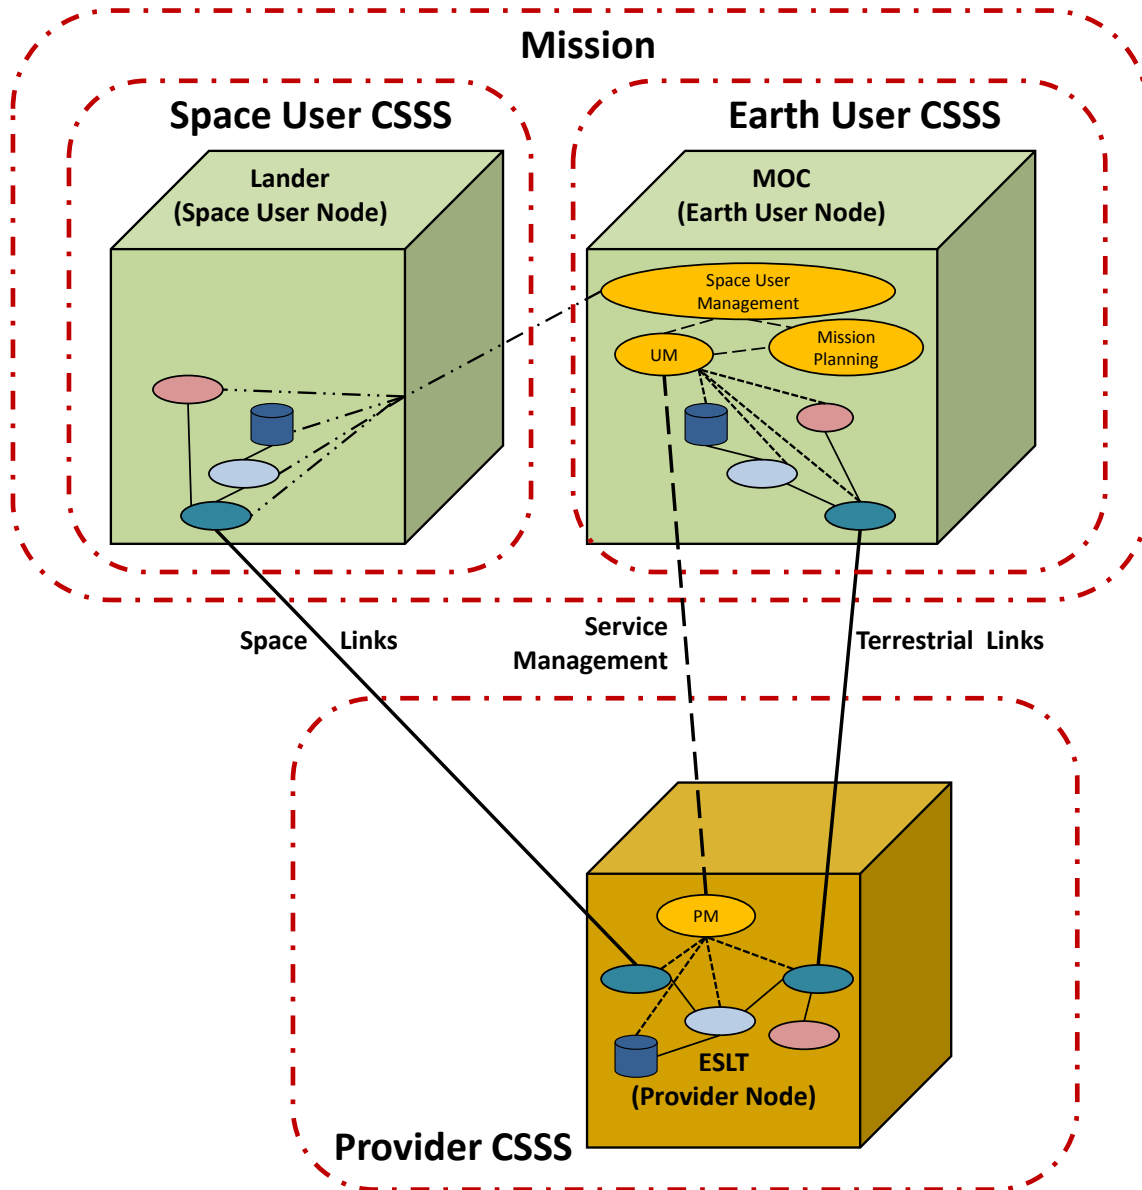 Mission
Space User CSSS
Earth User CSSS
Lander
(Space User Node)
MOC
(Earth User Node)
Space User
Management
UM
Mission
Planning
Space Links
Service
Management
Terrestrial Links
PM
ESLT
(Provider Node)
Provider CSSS